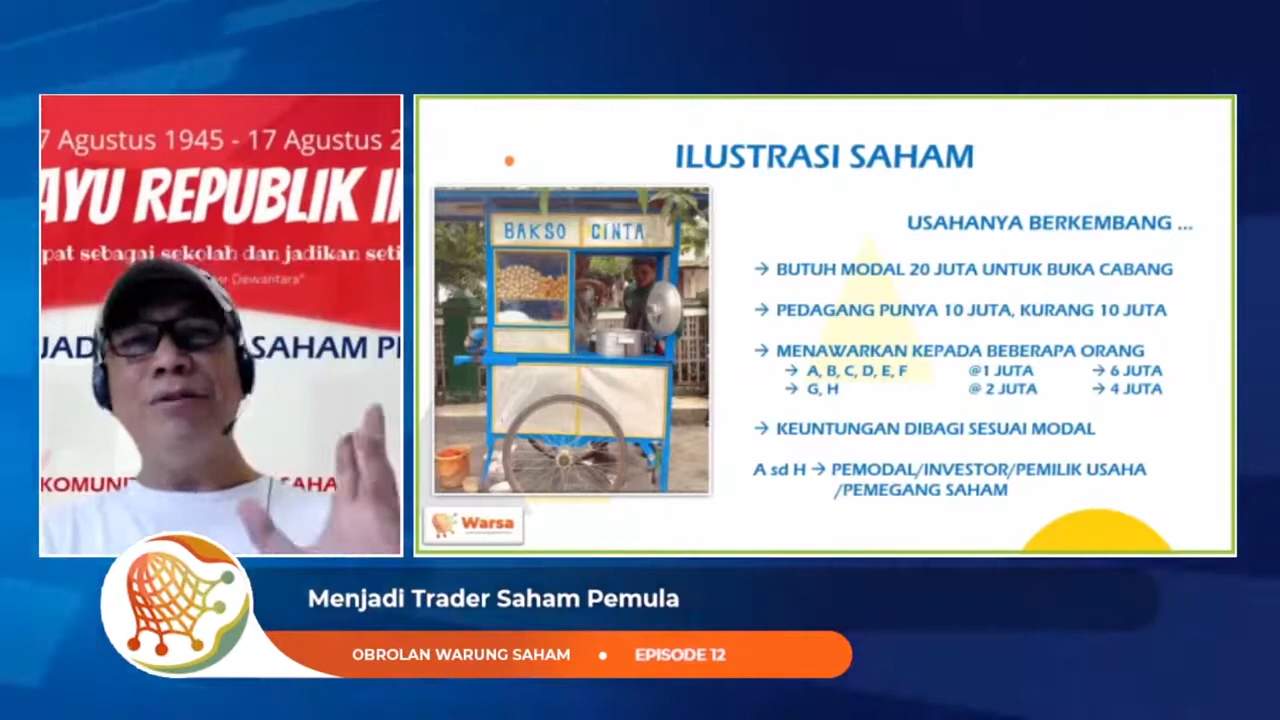 7 Agustus 1945 - 17 Agustus 2
AYU REPUBLIK I
pat sebagai sekolah dan jadikan seti
Dewantara"
SAHAM P
KOMUNI
SAHA
ILUSTRASI SAHAM
BAKSO CINTA
USAHANYA BERKEMBANG ...
→ BUTUH MODAL 20 JUTA UNTUK BUKA CABANG
→ PEDAGANG PUNYA 10 JUTA, KURANG 10 JUTA
→ MENAWARKAN KEPADA BEBERAPA ORANG
→ A, B, C, D, E, F @1 JUTA → 6 JUTA
→ G, H @ 2 JUTA → 4 JUTA
→ KEUNTUNGAN DIBAGI SESUAI MODAL
A sd H → PEMODAL/INVESTOR/PEMILIK USAHA
/PEMEGANG SAHAM
Warsa
Menjadi Trader Saham Pemula
OBROLAN WARUNG SAHAM • EPISODE 12